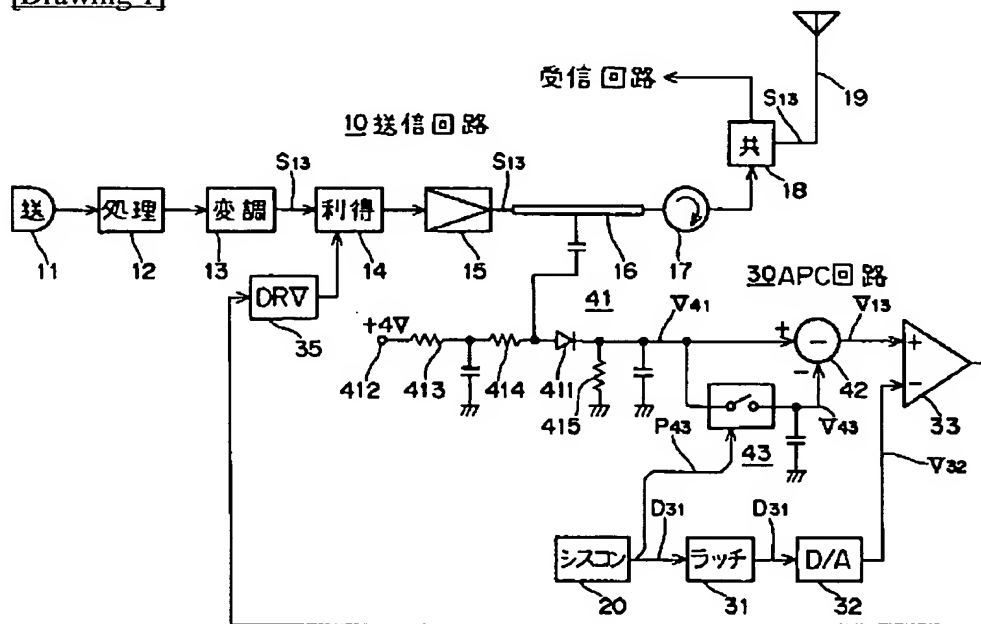 [Drawing 1]
受信回路
19
S13
10送信回路
共
18
S13
S13
送
処理
変調
利得
11
12
13
14
15
16
17
30APC回路
DRV
35
41
V41
V13
+4V
+
−
−
42
+
−
33
412
413
414
411
415
P43
43
V43
V32
D31
D31
シスコン
ラッチ
D/A
20
31
32